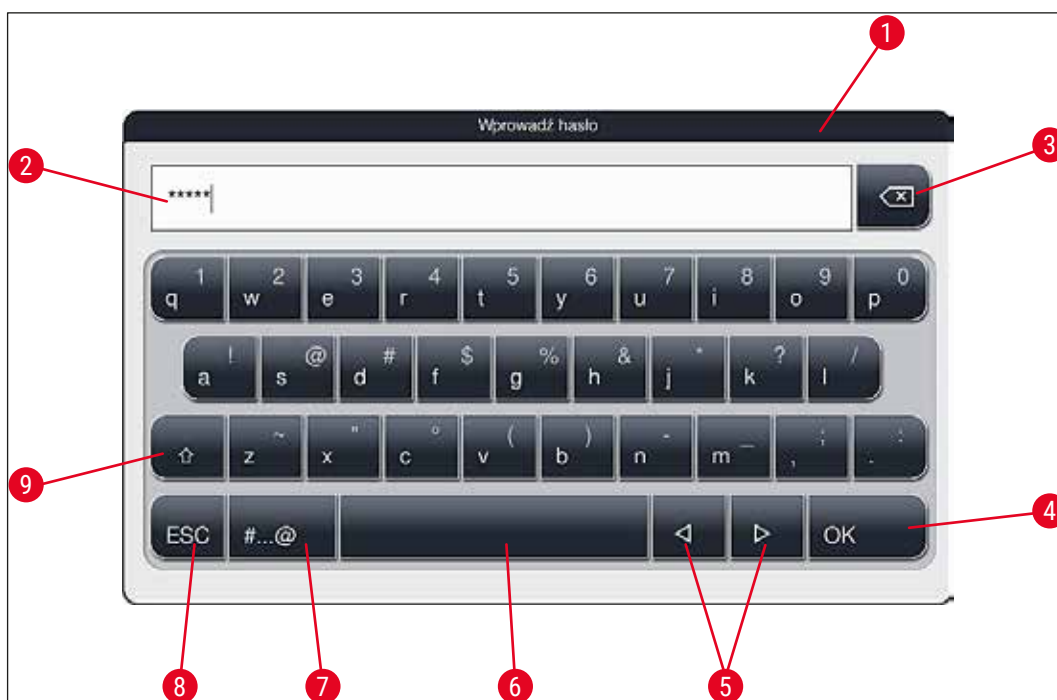 1
Wprowadź hasło
2
*****
3
1 2 3 4 5 6 7 8 9 0
q w e r t y u i o p
! @ # $ % & * ? /
a s d f g h j k l
~ " ° ( ) - _ ; :
z x c v b n m , .
9
ESC #...@ OK
4
8 7 6 5